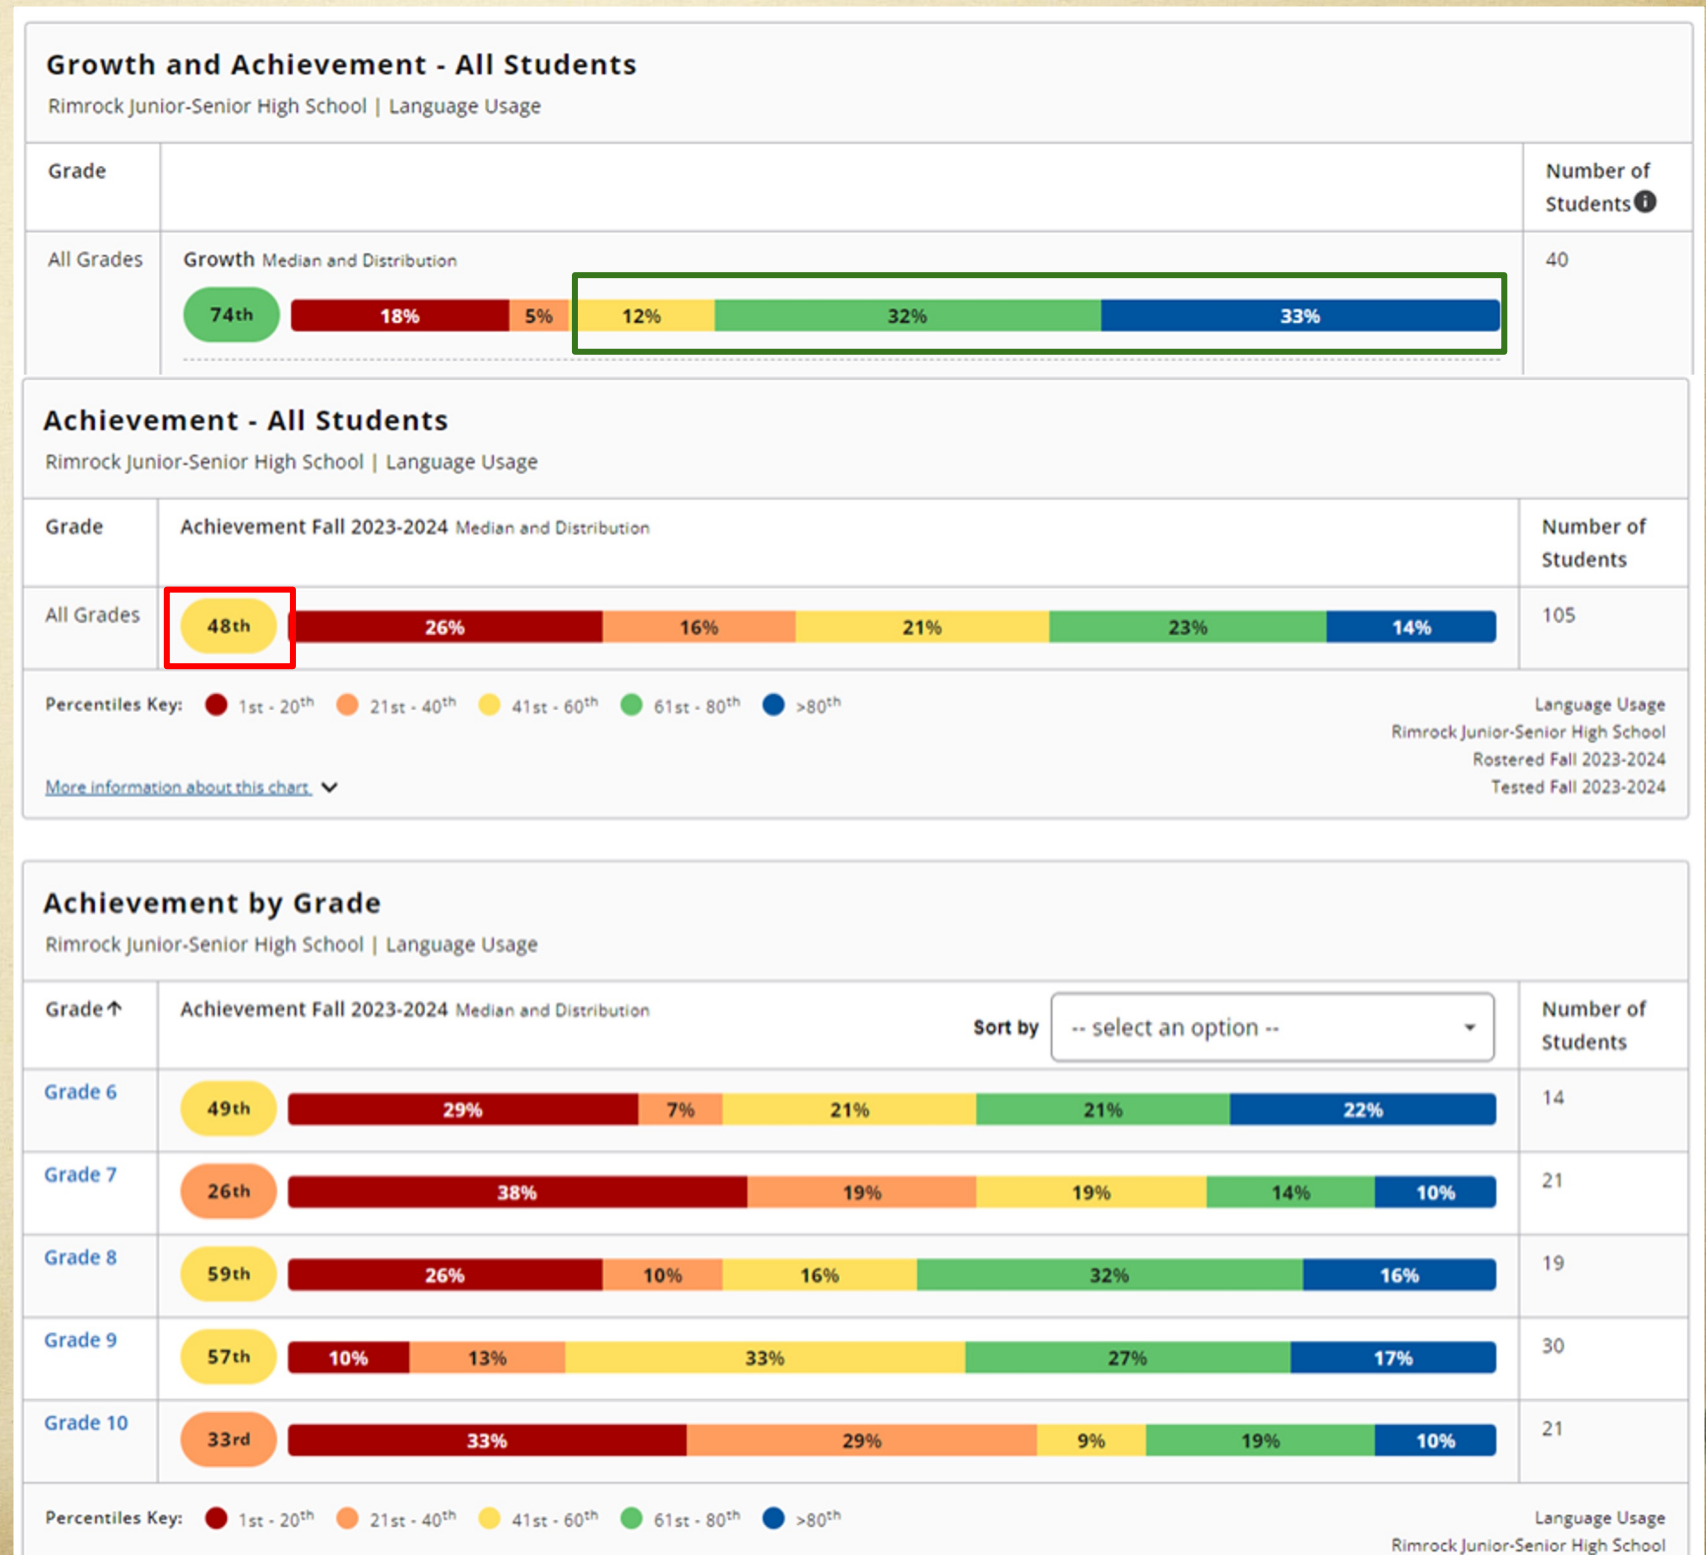 Growth and Achievement - All Students
Rimrock Junior-Senior High School | Language Usage
Grade
Number of
Students
All Grades
Growth Median and Distribution
40
74th 18% 5% 12% 32% 33%
Achievement - All Students
Rimrock Junior-Senior High School | Language Usage
Grade
Achievement Fall 2023-2024 Median and Distribution
Number of
Students
All Grades
48th 26% 16% 21% 23% 14%
105
Percentiles Key: 1st - 20th 21st - 40th 41st - 60th 61st - 80th >80th
Language Usage
Rimrock Junior-Senior High School
Rostered Fall 2023-2024
More information about this chart
Tested Fall 2023-2024
Achievement by Grade
Rimrock Junior-Senior High School | Language Usage
Grade↑
Achievement Fall 2023-2024 Median and Distribution
Sort by
-- select an option --
Number of
Students
Grade 6 49th 29% 7% 21% 21% 22% 14
Grade 7 26th 38% 19% 19% 14% 10% 21
Grade 8 59th 26% 10% 16% 32% 16% 19
Grade 9 57th 10% 13% 33% 27% 17% 30
Grade 10 33rd 33% 29% 9% 19% 10% 21
Percentiles Key: 1st - 20th 21st - 40th 41st - 60th 61st - 80th >80th
Language Usage
Rimrock Junior-Senior High School